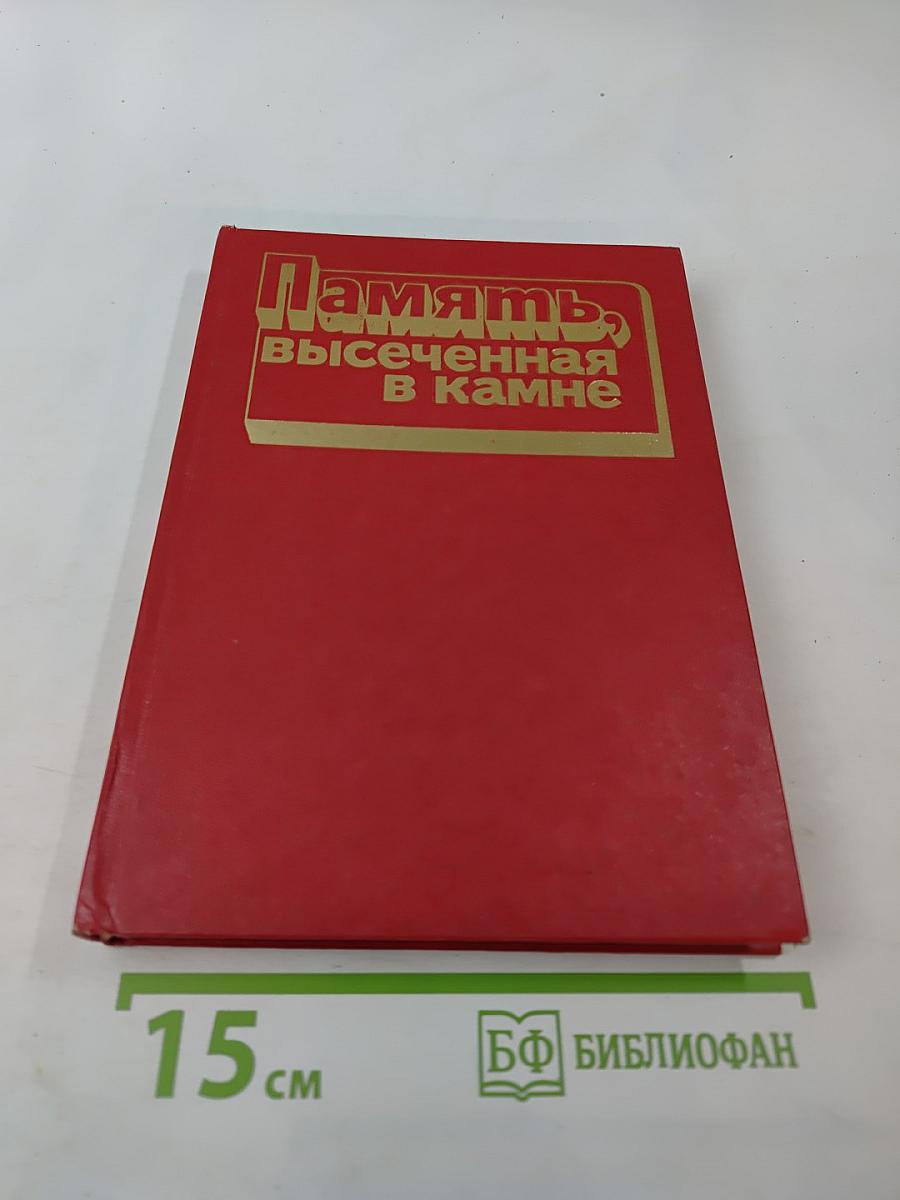 Память,
высеченная
в камне
15 см
БФ БИБЛИОФАН